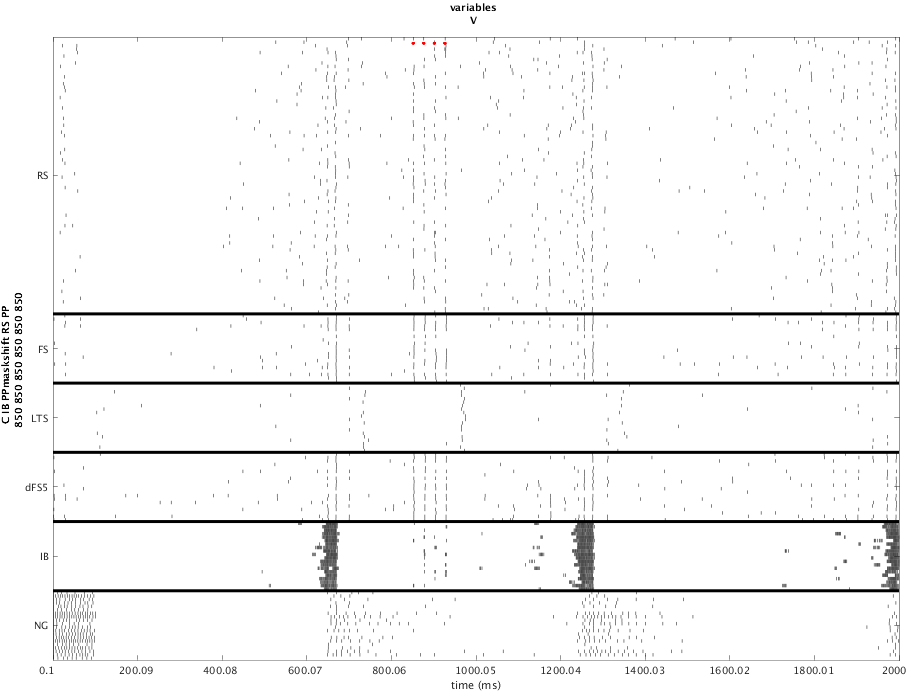 variables
V
C IB PPmaskshift RS PP
850 850 850 850 850 850
RS
FS
LTS
dFS5
IB
NG
0.1 200.09 400.08 600.07 800.06 1000.05 1200.04 1400.03 1600.02 1800.01 2000
time (ms)